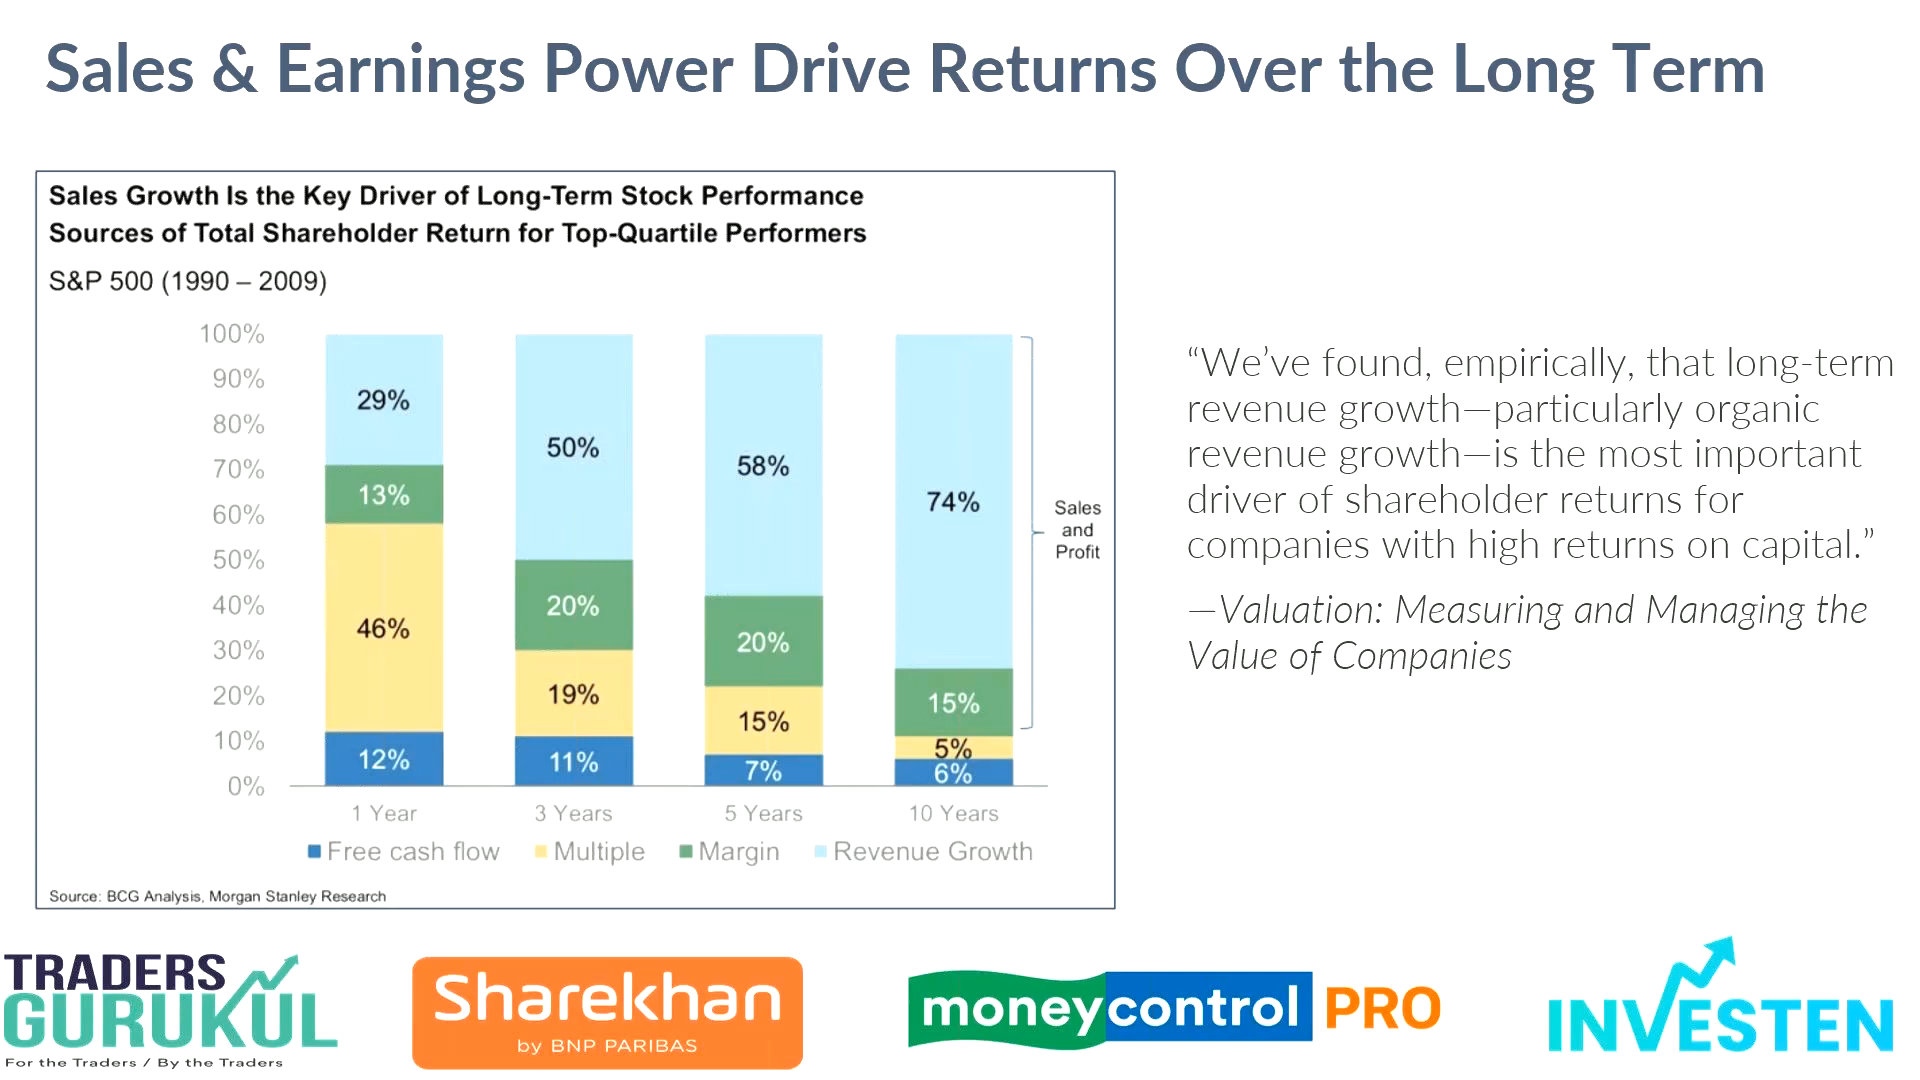 Sales & Earnings Power Drive Returns Over the Long Term
Sales Growth Is the Key Driver of Long-Term Stock Performance
Sources of Total Shareholder Return for Top-Quartile Performers
S&P 500 (1990 – 2009)
100%
90%
80%
70%
60%
50%
40%
30%
20%
10%
0%
29%
13%
46%
12%
50%
20%
19%
11%
58%
20%
15%
7%
74%
15%
5%
6%
Sales
and
Profit
1 Year
3 Years
5 Years
10 Years
Free cash flow
Multiple
Margin
Revenue Growth
Source: BCG Analysis, Morgan Stanley Research
“We’ve found, empirically, that long-term
revenue growth—particularly organic
revenue growth—is the most important
driver of shareholder returns for
companies with high returns on capital.”
—Valuation: Measuring and Managing the
Value of Companies
TRADERS
GURUKUL
For the Traders / By the Traders
Sharekhan
by BNP PARIBAS
moneycontrol PRO
INVESTEN